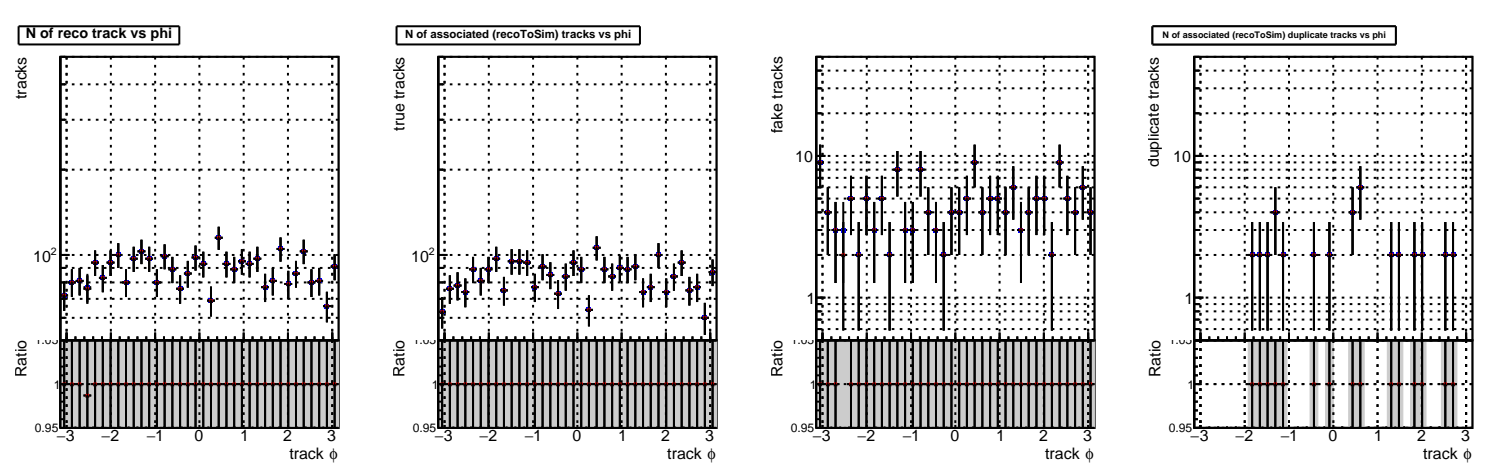 N of reco track vs phi
tracks
10²
Ratio
1
0.95
−3 −2 −1 0 1 2 3
track ϕ
N of associated (recoToSim) tracks vs phi
true tracks
10²
Ratio
1
0.95
−3 −2 −1 0 1 2 3
track ϕ
fake tracks
10
1
Ratio
1
0.95
−3 −2 −1 0 1 2 3
track ϕ
N of associated (recoToSim) duplicate tracks vs phi
duplicate tracks
10
1
Ratio
1
0.95
−3 −2 −1 0 1 2 3
track ϕ